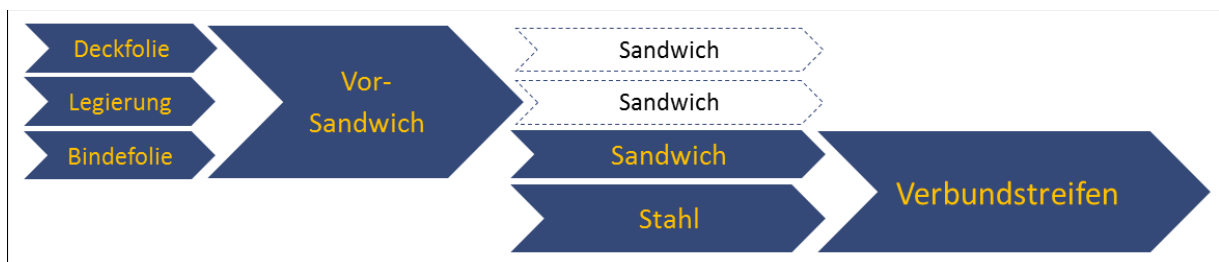 Deckfolie
Legierung
Bindefolie
Vor-
Sandwich
Sandwich
Sandwich
Sandwich
Stahl
Verbundstreifen